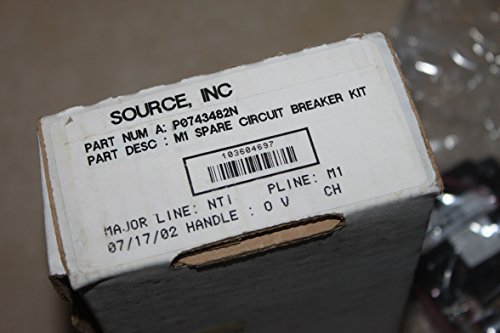 SOURCE, INC
PART NUM A: P0743482N
PART DESC : M1 SPARE CIRCUIT BREAKER KIT
103604697
MAJOR LINE: NTI PLINE: M1
07/17/02 HANDLE : O V CH